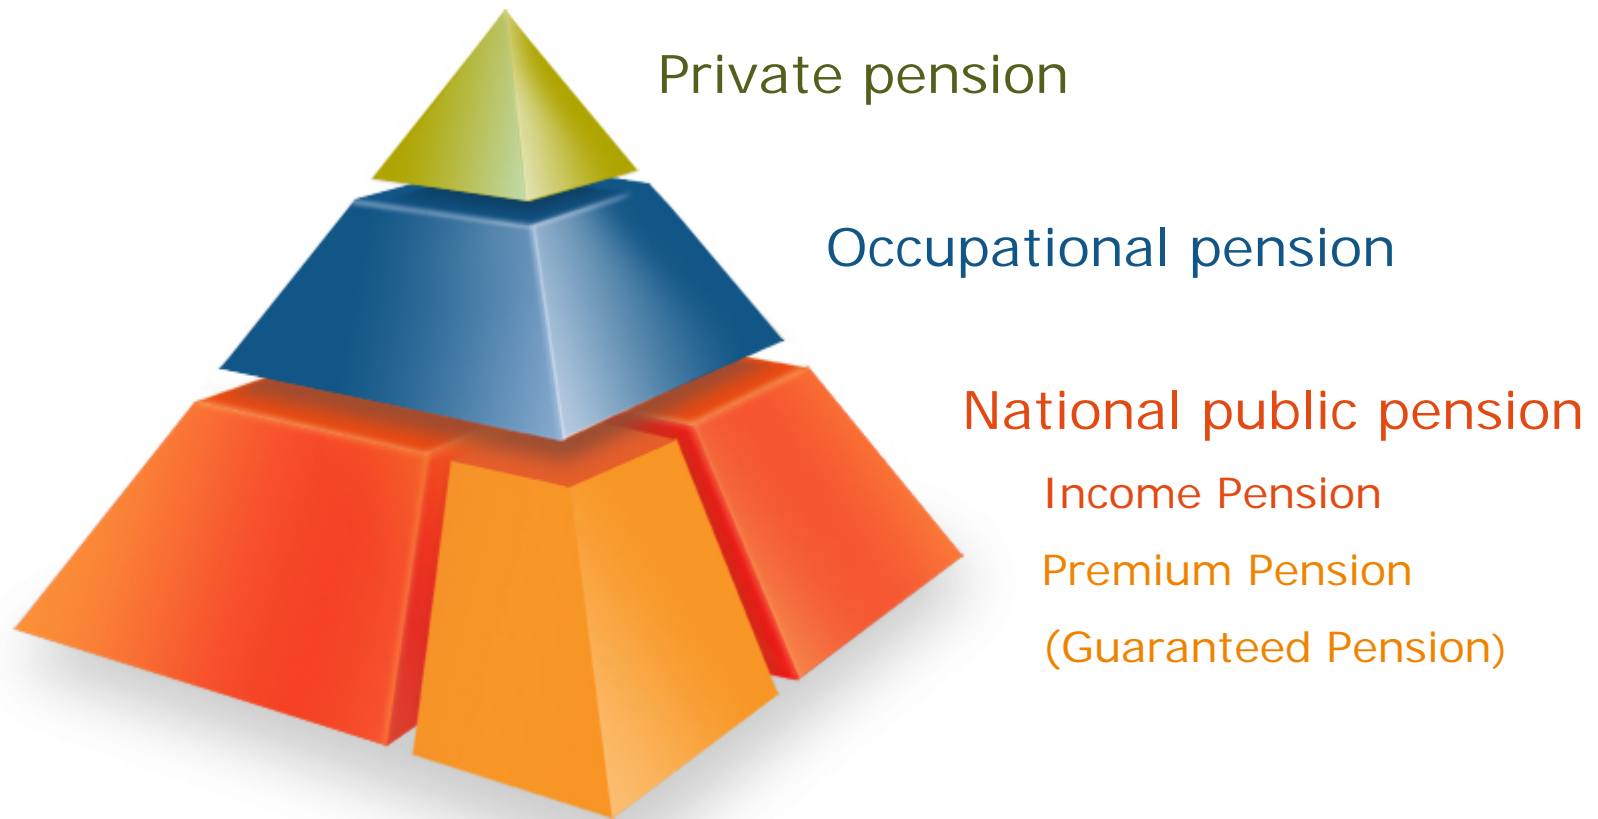 Private pension
Occupational pension
National public pension
Income Pension
Premium Pension
(Guaranteed Pension)